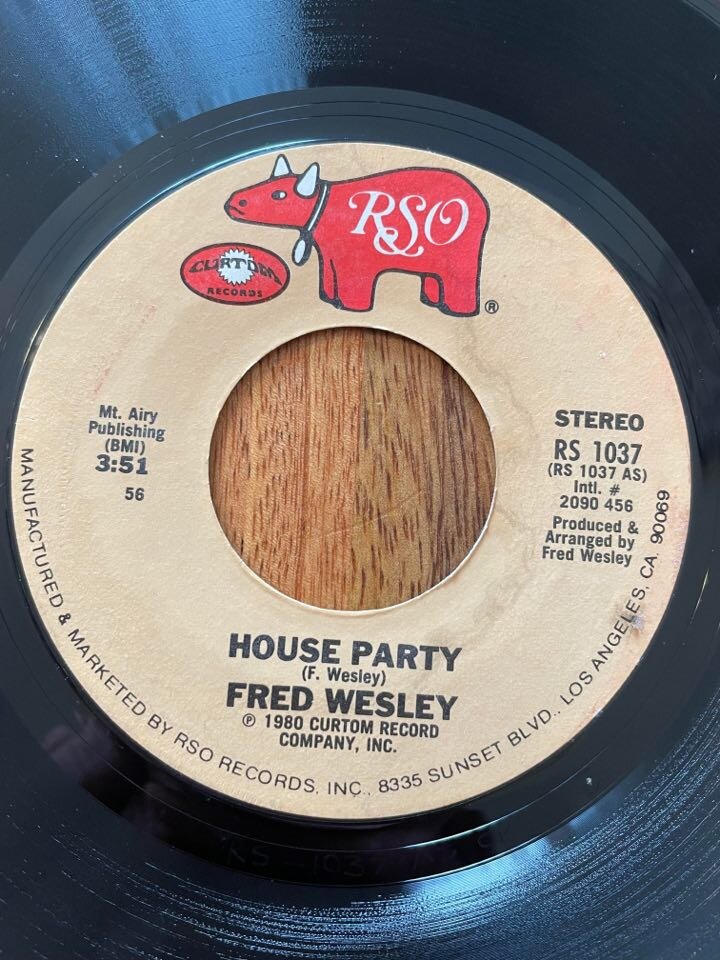 RSO
®
CURTOM
RECORDS
Mt. Airy
Publishing
(BMI)
3:51
56
STEREO
RS 1037
(RS 1037 AS)
Intl. #
2090 456
Produced &
Arranged by
Fred Wesley
HOUSE PARTY
(F. Wesley)
FRED WESLEY
℗ 1980 CURTOM RECORD
COMPANY, INC.
MANUFACTURED & MARKETED BY RSO RECORDS, INC., 8335 SUNSET BLVD., LOS ANGELES, CA 90069
RS-1037